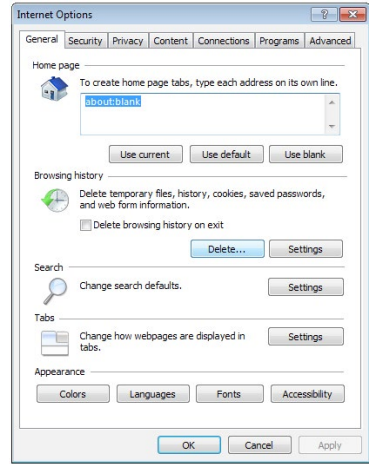 Internet Options
General Security Privacy Content Connections Programs Advanced
Home page
To create home page tabs, type each address on its own line.
about:blank
Use current Use default Use blank
Browsing history
Delete temporary files, history, cookies, saved passwords,
and web form information.
Delete browsing history on exit
Delete... Settings
Search
Change search defaults. Settings
Tabs
Change how webpages are displayed in
tabs.
Settings
Appearance
Colors Languages Fonts Accessibility
OK Cancel Apply